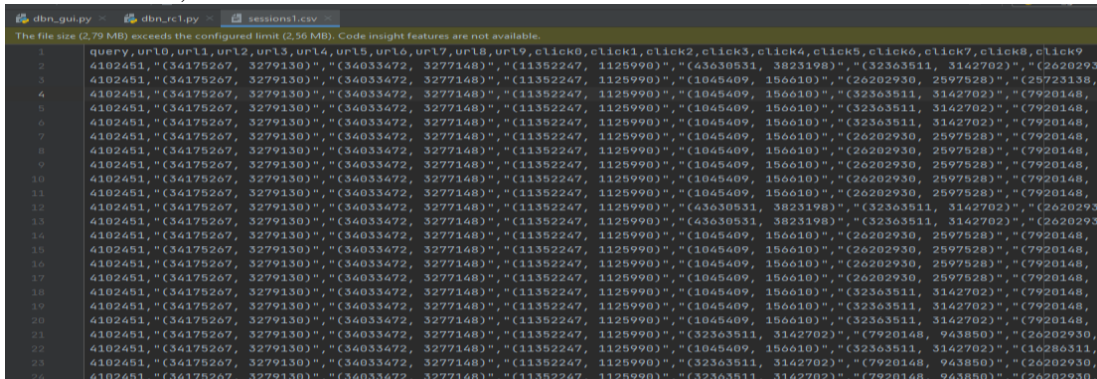 dbn_gui.py × dbn_rc1.py × sessions1.csv ×
The file size (2,79 MB) exceeds the configured limit (2,56 MB). Code insight features are not available.
1 query,url0,url1,url2,url3,url4,url5,url6,url7,url8,url9,click0,click1,click2,click3,click4,click5,click6,click7,click8,click9
2 4102451,"(34175267, 3279130)","(34033472, 3277148)","(11352247, 1125990)","(43630531, 3823198)","(32363511, 3142702)","(2620293
3 4102451,"(34175267, 3279130)","(34033472, 3277148)","(11352247, 1125990)","(1045409, 156610)","(26202930, 2597528)","(25723138,
4 4102451,"(34175267, 3279130)","(34033472, 3277148)","(11352247, 1125990)","(1045409, 156610)","(32363511, 3142702)","(7920148,
5 4102451,"(34175267, 3279130)","(34033472, 3277148)","(11352247, 1125990)","(1045409, 156610)","(32363511, 3142702)","(7920148,
6 4102451,"(34175267, 3279130)","(34033472, 3277148)","(11352247, 1125990)","(1045409, 156610)","(32363511, 3142702)","(7920148,
7 4102451,"(34175267, 3279130)","(34033472, 3277148)","(11352247, 1125990)","(1045409, 156610)","(26202930, 2597528)","(7920148,
8 4102451,"(34175267, 3279130)","(34033472, 3277148)","(11352247, 1125990)","(1045409, 156610)","(26202930, 2597528)","(7920148,
9 4102451,"(34175267, 3279130)","(34033472, 3277148)","(11352247, 1125990)","(1045409, 156610)","(32363511, 3142702)","(7920148,
10 4102451,"(34175267, 3279130)","(34033472, 3277148)","(11352247, 1125990)","(1045409, 156610)","(26202930, 2597528)","(7920148,
11 4102451,"(34175267, 3279130)","(34033472, 3277148)","(11352247, 1125990)","(1045409, 156610)","(26202930, 2597528)","(7920148,
12 4102451,"(34175267, 3279130)","(34033472, 3277148)","(11352247, 1125990)","(43630531, 3823198)","(32363511, 3142702)","(2620293
13 4102451,"(34175267, 3279130)","(34033472, 3277148)","(11352247, 1125990)","(43630531, 3823198)","(32363511, 3142702)","(2620293
14 4102451,"(34175267, 3279130)","(34033472, 3277148)","(11352247, 1125990)","(1045409, 156610)","(26202930, 2597528)","(7920148,
15 4102451,"(34175267, 3279130)","(34033472, 3277148)","(11352247, 1125990)","(1045409, 156610)","(26202930, 2597528)","(7920148,
16 4102451,"(34175267, 3279130)","(34033472, 3277148)","(11352247, 1125990)","(1045409, 156610)","(26202930, 2597528)","(7920148,
17 4102451,"(34175267, 3279130)","(34033472, 3277148)","(11352247, 1125990)","(1045409, 156610)","(26202930, 2597528)","(7920148,
18 4102451,"(34175267, 3279130)","(34033472, 3277148)","(11352247, 1125990)","(1045409, 156610)","(32363511, 3142702)","(7920148,
19 4102451,"(34175267, 3279130)","(34033472, 3277148)","(11352247, 1125990)","(1045409, 156610)","(32363511, 3142702)","(7920148,
20 4102451,"(34175267, 3279130)","(34033472, 3277148)","(11352247, 1125990)","(1045409, 156610)","(32363511, 3142702)","(7920148,
21 4102451,"(34175267, 3279130)","(34033472, 3277148)","(11352247, 1125990)","(32363511, 3142702)","(7920148, 943850)","(26202930,
22 4102451,"(34175267, 3279130)","(34033472, 3277148)","(11352247, 1125990)","(1045409, 156610)","(32363511, 3142702)","(16286311,
23 4102451,"(34175267, 3279130)","(34033472, 3277148)","(11352247, 1125990)","(32363511, 3142702)","(7920148, 943850)","(26202930,
24 4102451,"(34175267, 3279130)","(34033472, 3277148)","(11352247, 1125990)","(32363511, 3142702)","(7920148, 943850)","(26202930,